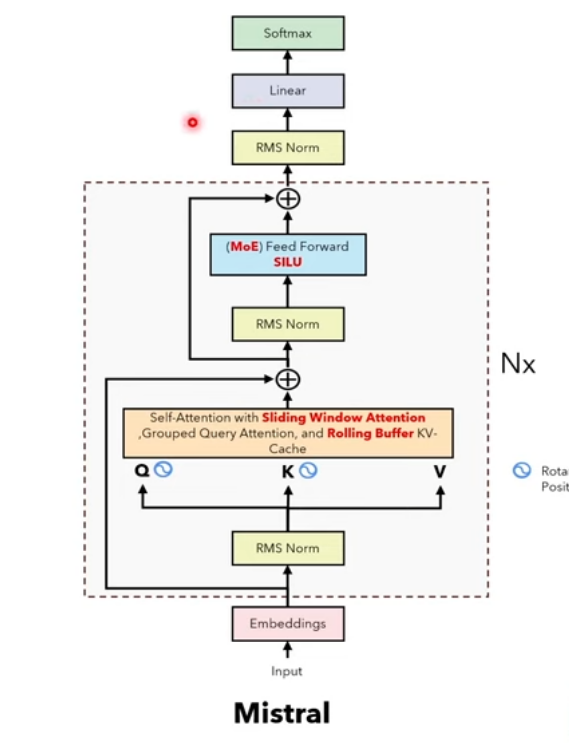 Softmax
Linear
RMS Norm
(MoE) Feed Forward
SILU
RMS Norm
Nx
Self-Attention with Sliding Window Attention
,Grouped Query Attention, and Rolling Buffer KV-
Cache
Q K V
Rota
Posit
RMS Norm
Embeddings
Input
Mistral